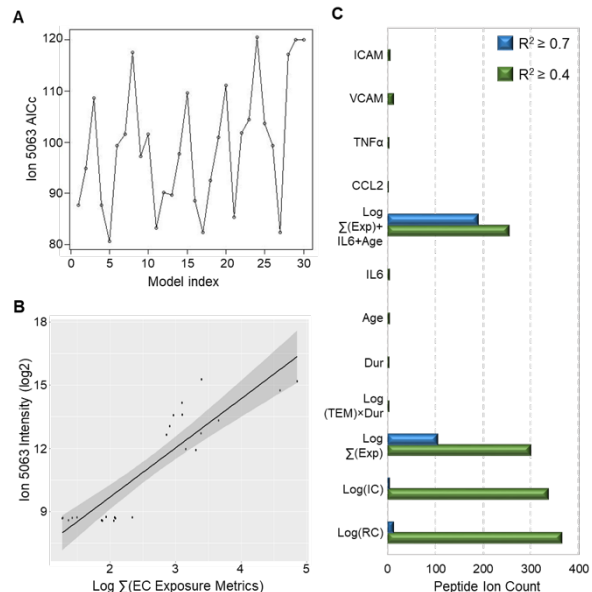 A
Ion 5063 AICc
120
110
100
90
80
0
5
10
15
20
25
30
Model index
B
Ion 5063 Intensity (log2)
18
15
12
9
2
3
4
5
Log ∑(EC Exposure Metrics)
C
R² ≥ 0.7
R² ≥ 0.4
ICAM
VCAM
TNFα
CCL2
Log
∑(Exp)+
IL6+Age
IL6
Age
Dur
Log
(TEM)×Dur
Log
∑(Exp)
Log(IC)
Log(RC)
0
100
200
300
400
Peptide Ion Count